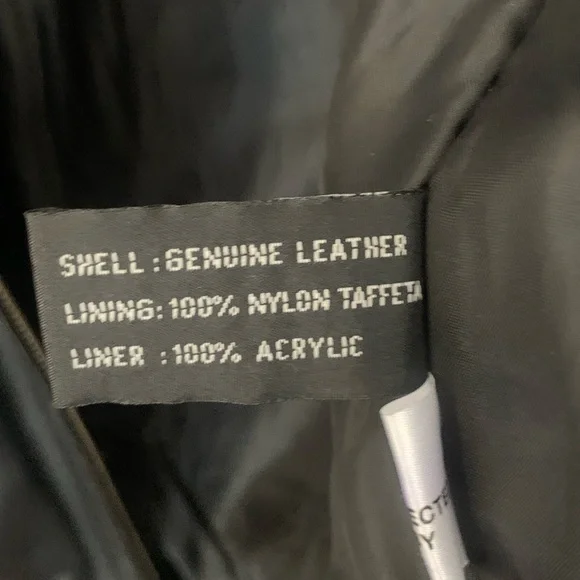 SHELL :GENUINE LEATHER
LINING:100% NYLON TAFFETA
LINER :100% ACRYLIC